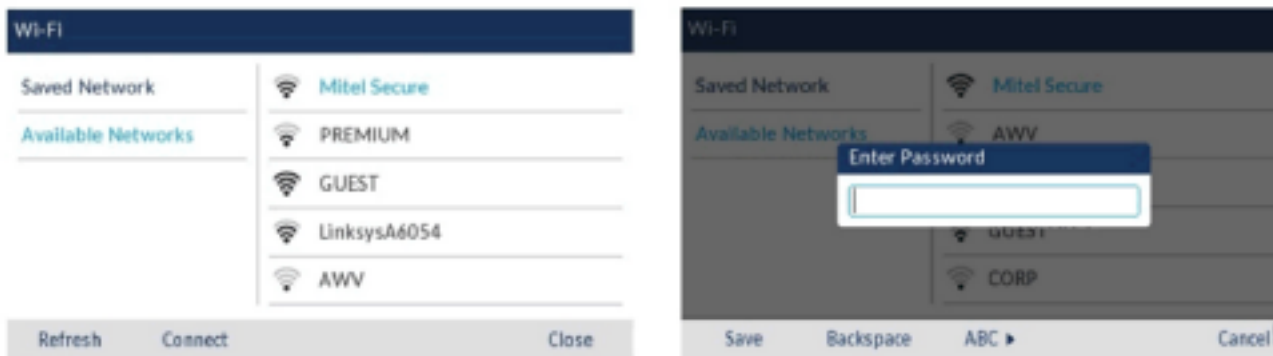 Wi-Fi
Saved Network
Mitel Secure
Available Networks
PREMIUM
GUEST
LinksysA6054
AWV
Refresh Connect Close
Wi-Fi
Saved Network
Mitel Secure
Available Networks
AWV
Enter Password
GUEST
CORP
Save Backspace ABC ▸ Cancel